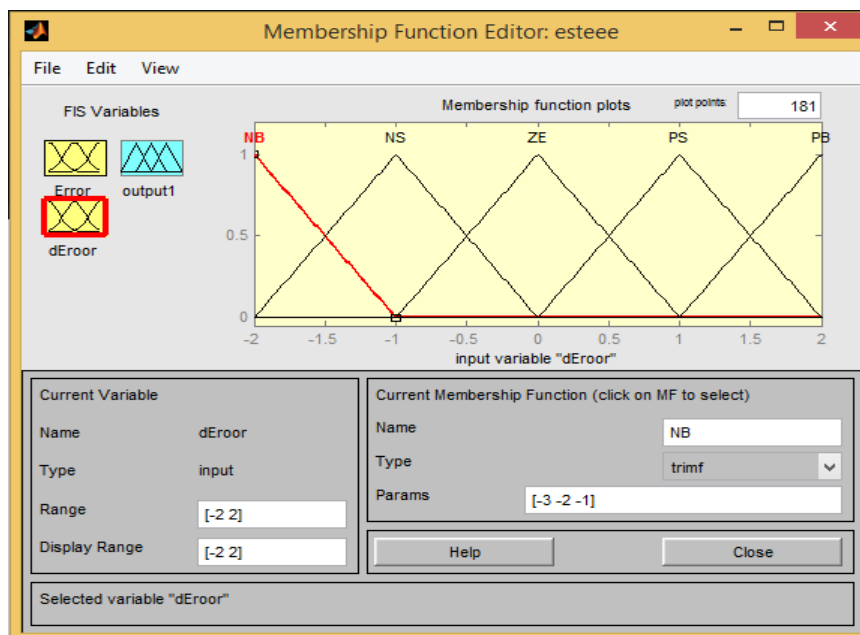 Membership Function Editor: esteee
File Edit View
FIS Variables
Membership function plots
plot points:
181
Error
output1
dEroor
NB NS ZE PS PB
1
0.5
0
-2 -1.5 -1 -0.5 0 0.5 1 1.5 2
input variable "dEroor"
Current Variable
Name dEroor
Type input
Range [-2 2]
Display Range [-2 2]
Current Membership Function (click on MF to select)
Name NB
Type trimf
Params [-3 -2 -1]
Help Close
Selected variable "dEroor"